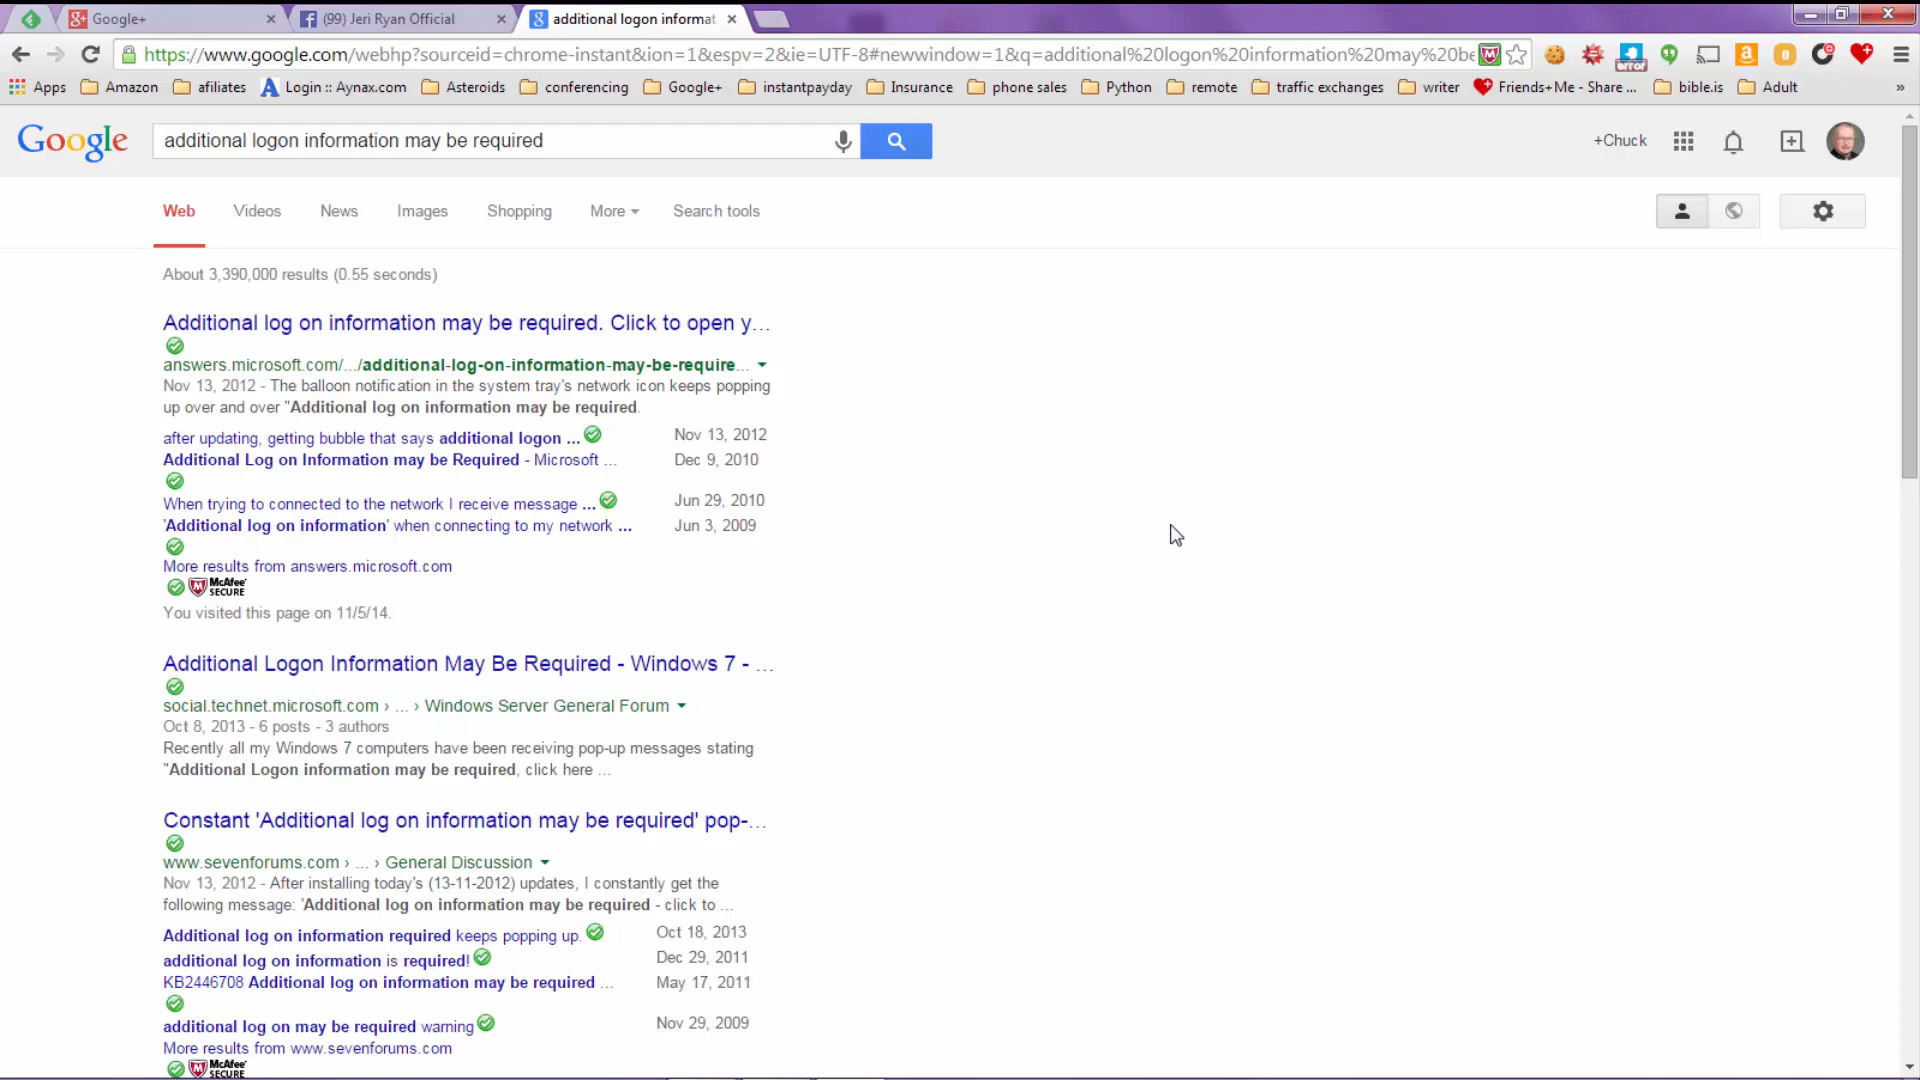 Google+
(99) Jeri Ryan Official
additional logon informat
https://www.google.com/webhp?sourceid=chrome-instant&ion=1&espv=2&ie=UTF-8#newwindow=1&q=additional%20logon%20information%20may%20be
error
Apps Amazon afiliates Login :: Aynax.com Asteroids conferencing Google+ instantpayday Insurance phone sales Python remote traffic exchanges writer Friends+Me - Share ... bible.is Adult »
Google additional logon information may be required +Chuck
Web Videos News Images Shopping More Search tools
About 3,390,000 results (0.55 seconds)
Additional log on information may be required. Click to open y...
answers.microsoft.com/.../additional-log-on-information-may-be-require...
Nov 13, 2012 - The balloon notification in the system tray's network icon keeps popping
up over and over "Additional log on information may be required.
after updating, getting bubble that says additional logon ... Nov 13, 2012
Additional Log on Information may be Required - Microsoft ... Dec 9, 2010
When trying to connected to the network I receive message ... Jun 29, 2010
'Additional log on information' when connecting to my network ... Jun 3, 2009
More results from answers.microsoft.com
McAfee SECURE
You visited this page on 11/5/14.
Additional Logon Information May Be Required - Windows 7 - ...
social.technet.microsoft.com › ... › Windows Server General Forum
Oct 8, 2013 - 6 posts - 3 authors
Recently all my Windows 7 computers have been receiving pop-up messages stating
"Additional Logon information may be required, click here ...
Constant 'Additional log on information may be required' pop-...
www.sevenforums.com › ... › General Discussion
Nov 13, 2012 - After installing today's (13-11-2012) updates, I constantly get the
following message: 'Additional log on information may be required - click to ...
Additional log on information required keeps popping up. Oct 18, 2013
additional log on information is required! Dec 29, 2011
KB2446708 Additional log on information may be required ... May 17, 2011
additional log on may be required warning Nov 29, 2009
More results from www.sevenforums.com
McAfee SECURE